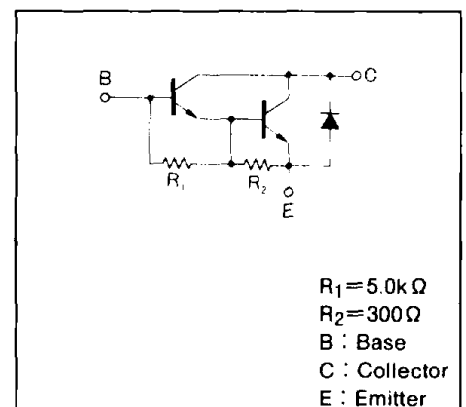 B
C
R₁
R₂
E
R₁=5.0kΩ
R₂=300Ω
B : Base
C : Collector
E : Emitter